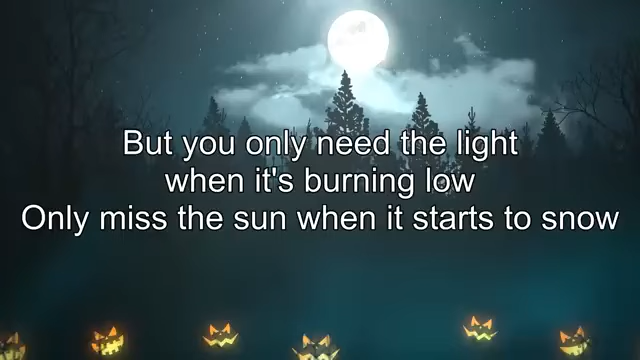 But you only need the light
when it's burning low
Only miss the sun when it starts to snow